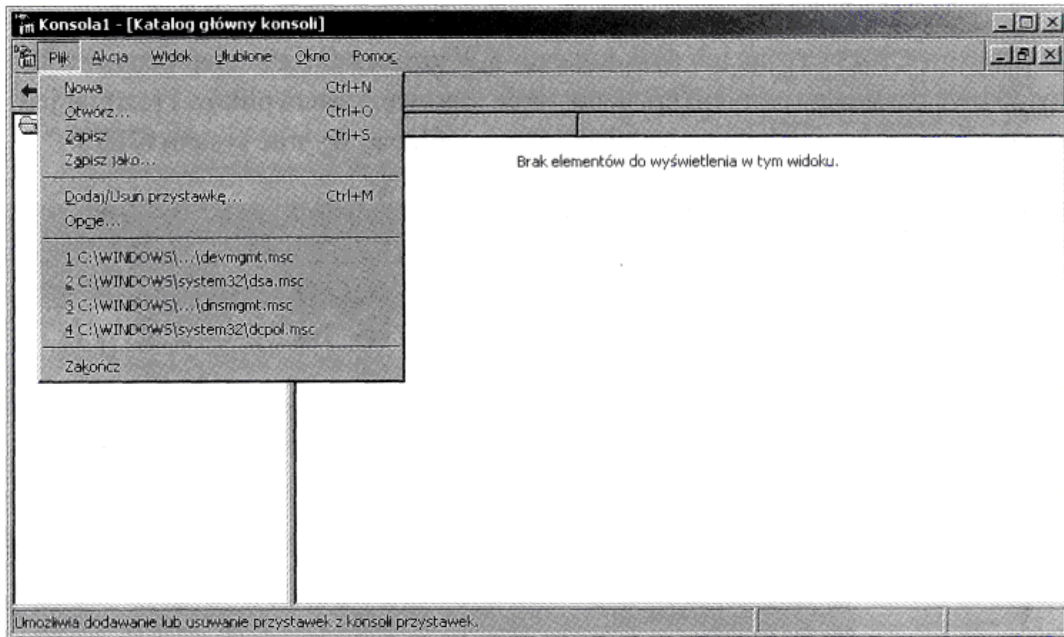 Konsola1 - [Katalog główny konsoli]
Plik Akcja Widok Ulubione Okno Pomoc
Nowa Ctrl+N
Otwórz... Ctrl+O
Zapisz Ctrl+S
Zapisz jako...
Dodaj/Usuń przystawkę... Ctrl+M
Opcje...
1 C:\WINDOWS\...\devmgmt.msc
2 C:\WINDOWS\system32\dsa.msc
3 C:\WINDOWS\...\dnsmgmt.msc
4 C:\WINDOWS\system32\dcpol.msc
Zakończ
Brak elementów do wyświetlenia w tym widoku.
Umożliwia dodawanie lub usuwanie przystawek z konsoli przystawek.